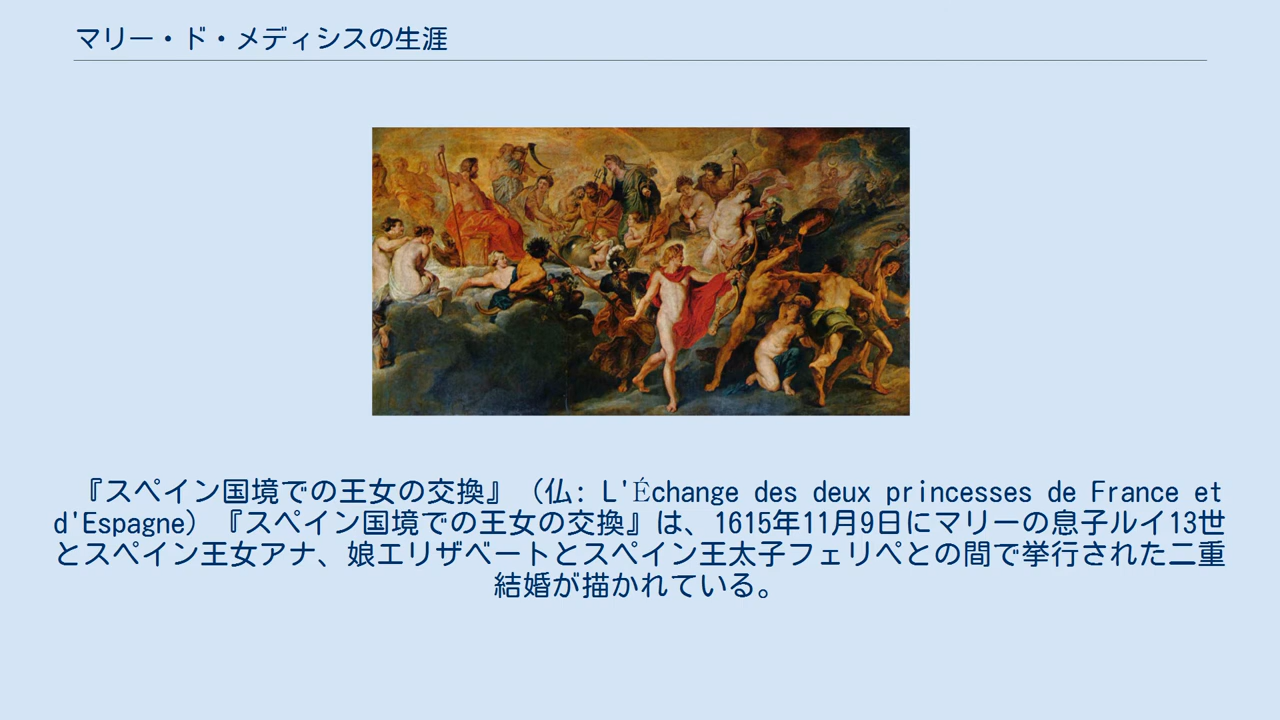 マリー・ド・メディシスの生涯
『スペイン国境での王女の交換』（仏: L'Échange des deux princesses de France et
d'Espagne）『スペイン国境での王女の交換』は、1615年11月9日にマリーの息子ルイ13世
とスペイン王女アナ、娘エリザベートとスペイン王太子フェリペとの間で挙行された二重
結婚が描かれている。